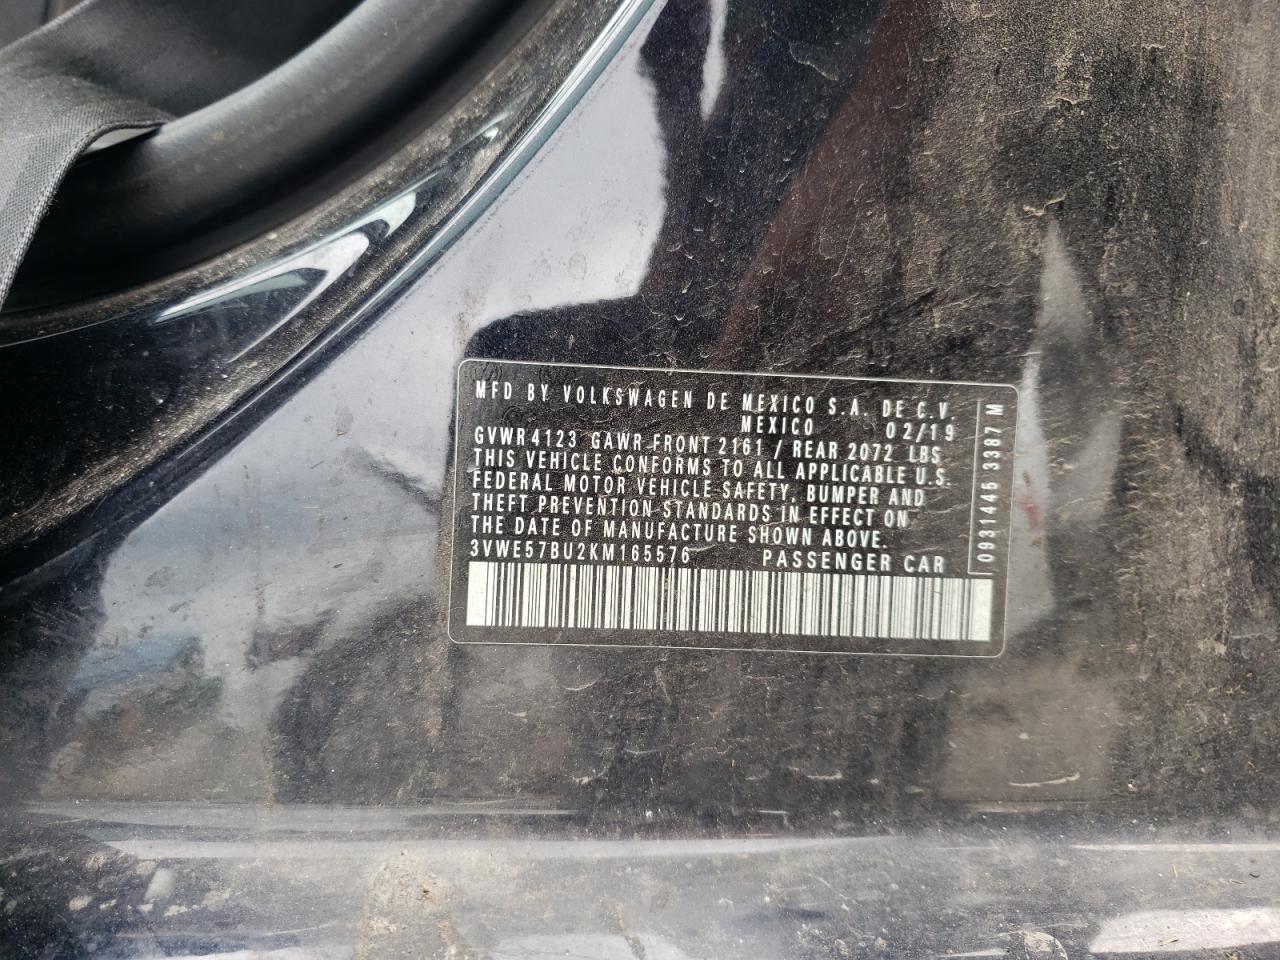 MFD BY VOLKSWAGEN DE MEXICO S.A. DE C.V.
MEXICO 02/19
GVWR 4123 GAWR FRONT 2161 / REAR 2072 LBS
THIS VEHICLE CONFORMS TO ALL APPLICABLE U.S.
FEDERAL MOTOR VEHICLE SAFETY, BUMPER AND
THEFT PREVENTION STANDARDS IN EFFECT ON
THE DATE OF MANUFACTURE SHOWN ABOVE.
3VWE57BU2KM165576 PASSENGER CAR
0931446 3387 M